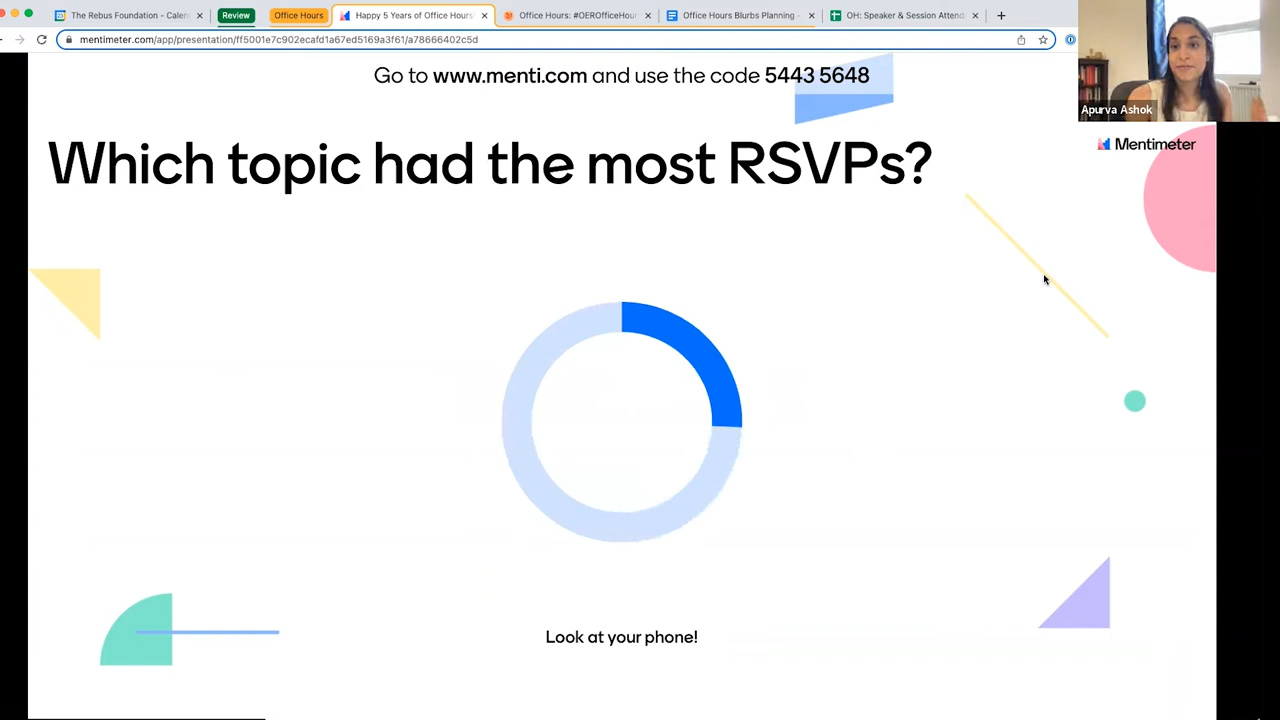 The Rebus Foundation - Calen
Review
Office Hours
Happy 5 Years of Office Hours
Office Hours: #OEROfficeHou
Office Hours Blurbs Planning -
OH: Speaker & Session Attend
mentimeter.com/app/presentation/ff5001e7c902ecafd1a67ed5169a3f61/a78666402c5d
Apurva Ashok
Go to www.menti.com and use the code 5443 5648
Mentimeter
Which topic had the most RSVPs?
Look at your phone!